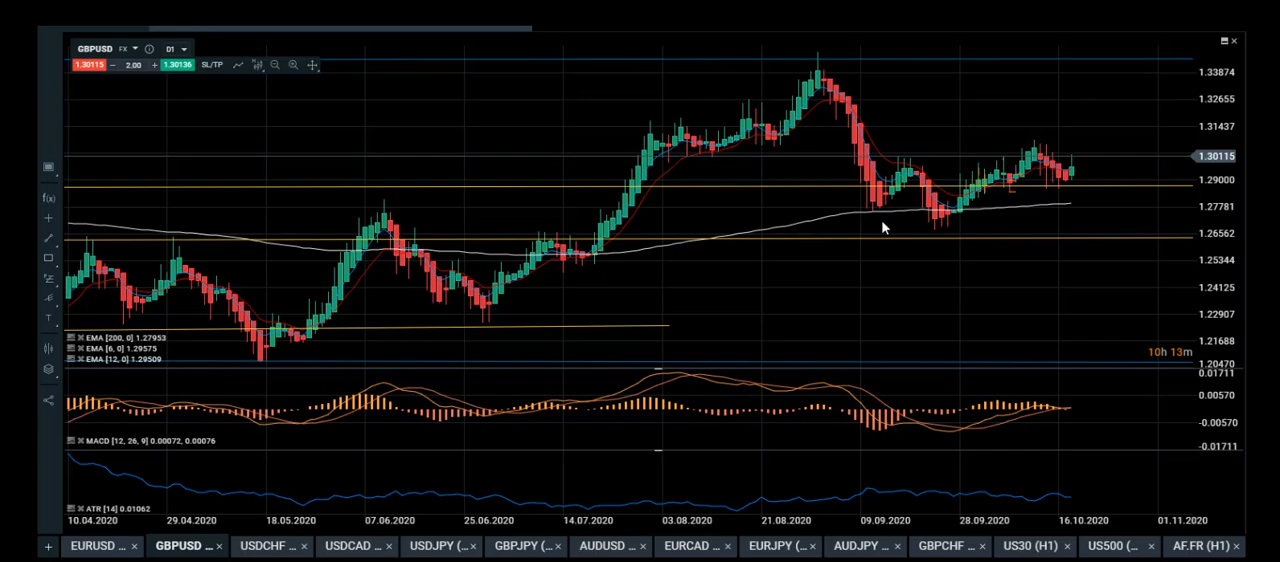 GBPUSD FX D1
1.30115 − 2.00 + 1.30136 SL/TP
1.33874
1.32655
1.31437
1.30115
1.29000
1.27781
1.26562
1.25344
1.24125
1.22907
1.21688
1.20470
f(x)
T
10h 13m
EMA [200, 0] 1.27953
EMA [6, 0] 1.29575
EMA [12, 0] 1.29509
0.01711
0.00570
-0.00570
-0.01711
MACD [12, 26, 9] 0.00072, 0.00076
ATR [14] 0.01062
10.04.2020 29.04.2020 18.05.2020 07.06.2020 25.06.2020 14.07.2020 03.08.2020 21.08.2020 09.09.2020 28.09.2020 16.10.2020 01.11.2020
+ EURUSD ... × GBPUSD ... × USDCHF ... × USDCAD ... × USDJPY (... × GBPJPY (... × AUDUSD ... × EURCAD ... × EURJPY (... × AUDJPY ... × GBPCHF ... × US30 (H1) × US500 (... × AF.FR (H1) ×